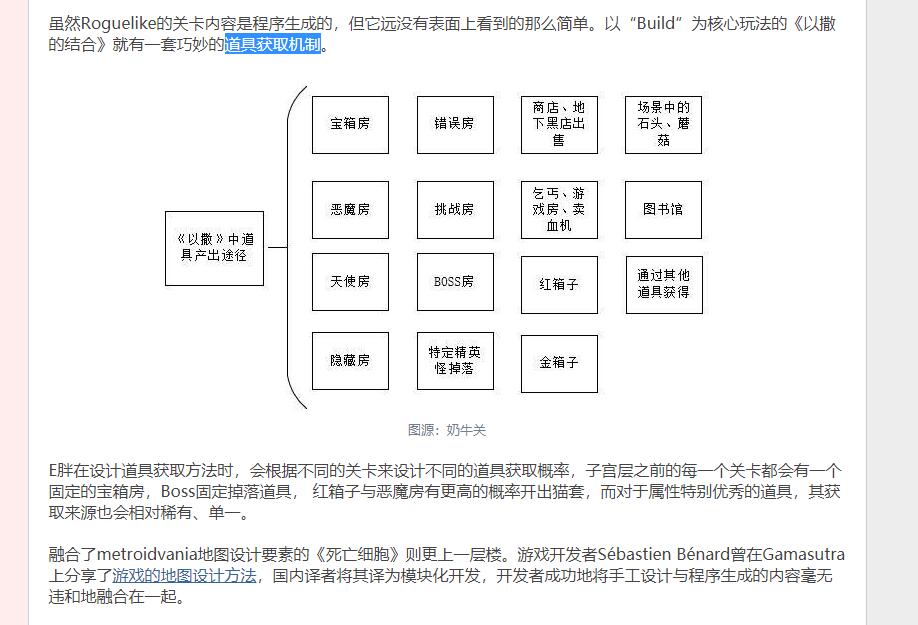 虽然Roguelike的关卡内容是程序生成的，但它远没有表面上看到的那么简单。以“Build”为核心玩法的《以撒
的结合》就有一套巧妙的道具获取机制。
宝箱房
错误房
商店、地
下黑店出
售
场景中的
石头、蘑
菇
恶魔房
挑战房
乞丐、游
戏房、卖
血机
图书馆
《以撒》中道
具产出途径
天使房
BOSS房
红箱子
通过其他
道具获得
隐藏房
特定精英
怪掉落
金箱子
图源：奶牛关
E胖在设计道具获取方法时，会根据不同的关卡来设计不同的道具获取概率，子宫层之前的每一个关卡都会有一个
固定的宝箱房，Boss固定掉落道具， 红箱子与恶魔房有更高的概率开出猫套，而对于属性特别优秀的道具，其获
取来源也会相对稀有、单一。
融合了metroidvania地图设计要素的《死亡细胞》则更上一层楼。游戏开发者Sébastien Bénard曾在Gamasutra
上分享了游戏的地图设计方法，国内译者将其译为模块化开发，开发者成功地将手工设计与程序生成的内容毫无
违和地融合在一起。